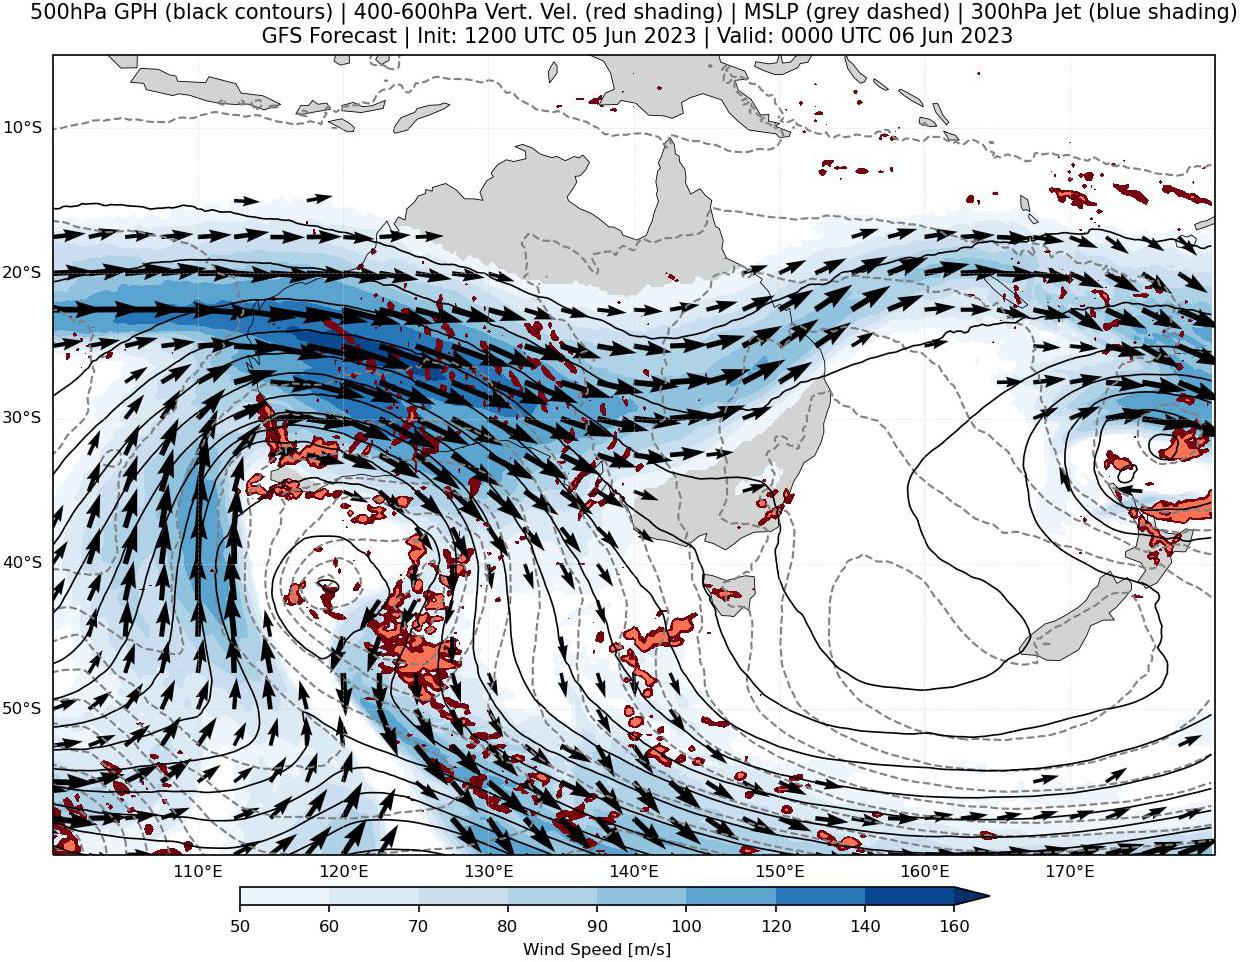 500hPa GPH (black contours) | 400-600hPa Vert. Vel. (red shading) | MSLP (grey dashed) | 300hPa Jet (blue shading)
GFS Forecast | Init: 1200 UTC 05 Jun 2023 | Valid: 0000 UTC 06 Jun 2023
10°S
20°S
30°S
40°S
50°S
110°E 120°E 130°E 140°E 150°E 160°E 170°E
50 60 70 80 90 100 120 140 160
Wind Speed [m/s]